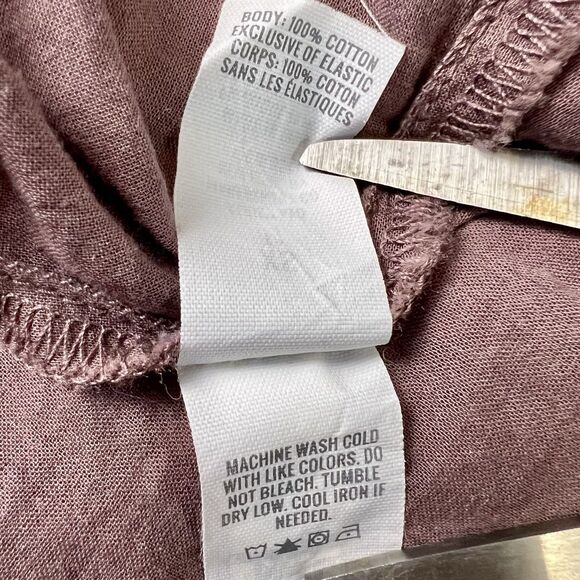 BODY: 100% COTTON
EXCLUSIVE OF ELASTIC
CORPS: 100% COTON
SANS LES ÉLASTIQUES
MACHINE WASH COLD
WITH LIKE COLORS. DO
NOT BLEACH. TUMBLE
DRY LOW. COOL IRON IF
NEEDED.